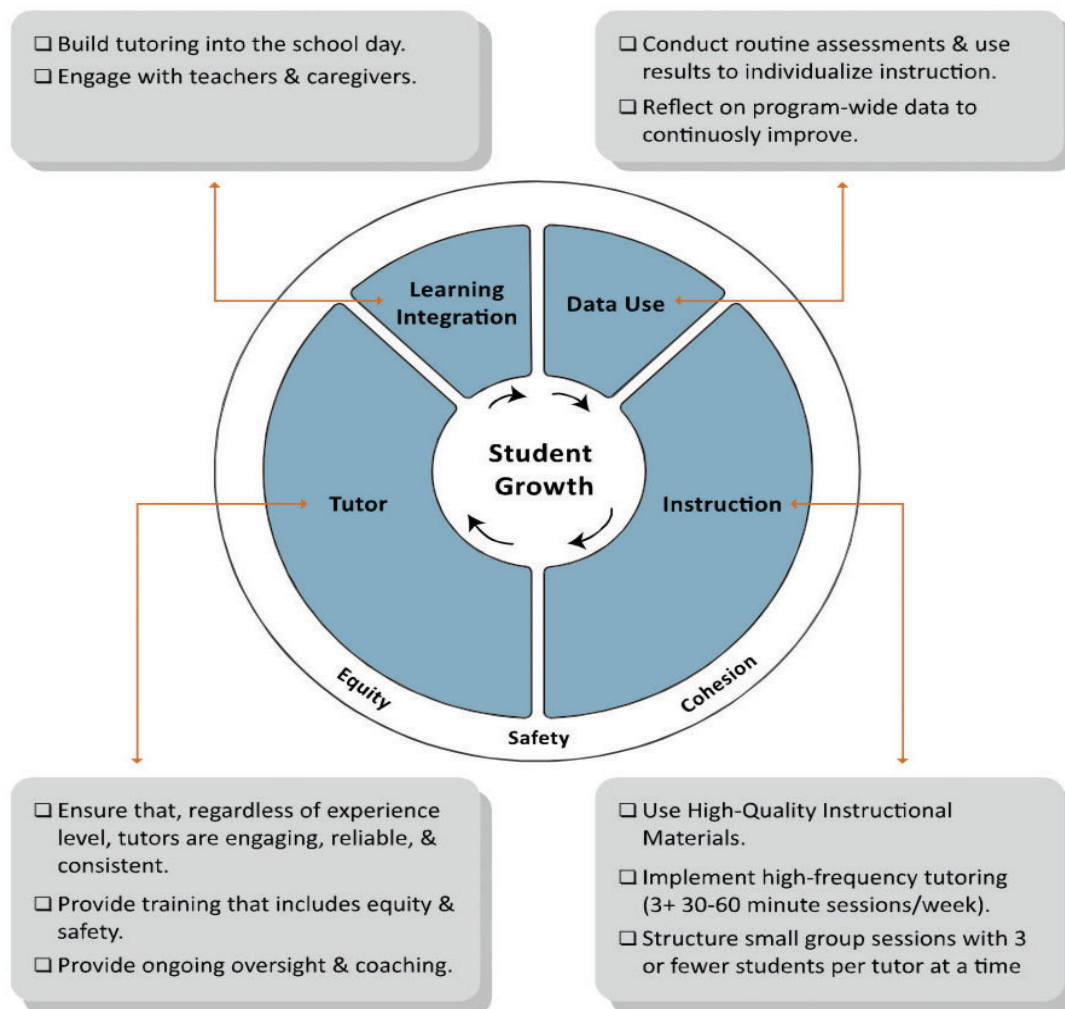 ❑ Build tutoring into the school day.
❑ Engage with teachers & caregivers.
❑ Conduct routine assessments & use
results to individualize instruction.
❑ Reflect on program-wide data to
continuosly improve.
Learning
Integration
Data Use
Student
Growth
Tutor
Instruction
Equity
Safety
Cohesion
❑ Ensure that, regardless of experience
level, tutors are engaging, reliable, &
consistent.
❑ Provide training that includes equity &
safety.
❑ Provide ongoing oversight & coaching.
❑ Use High-Quality Instructional
Materials.
❑ Implement high-frequency tutoring
(3+ 30-60 minute sessions/week).
❑ Structure small group sessions with 3
or fewer students per tutor at a time